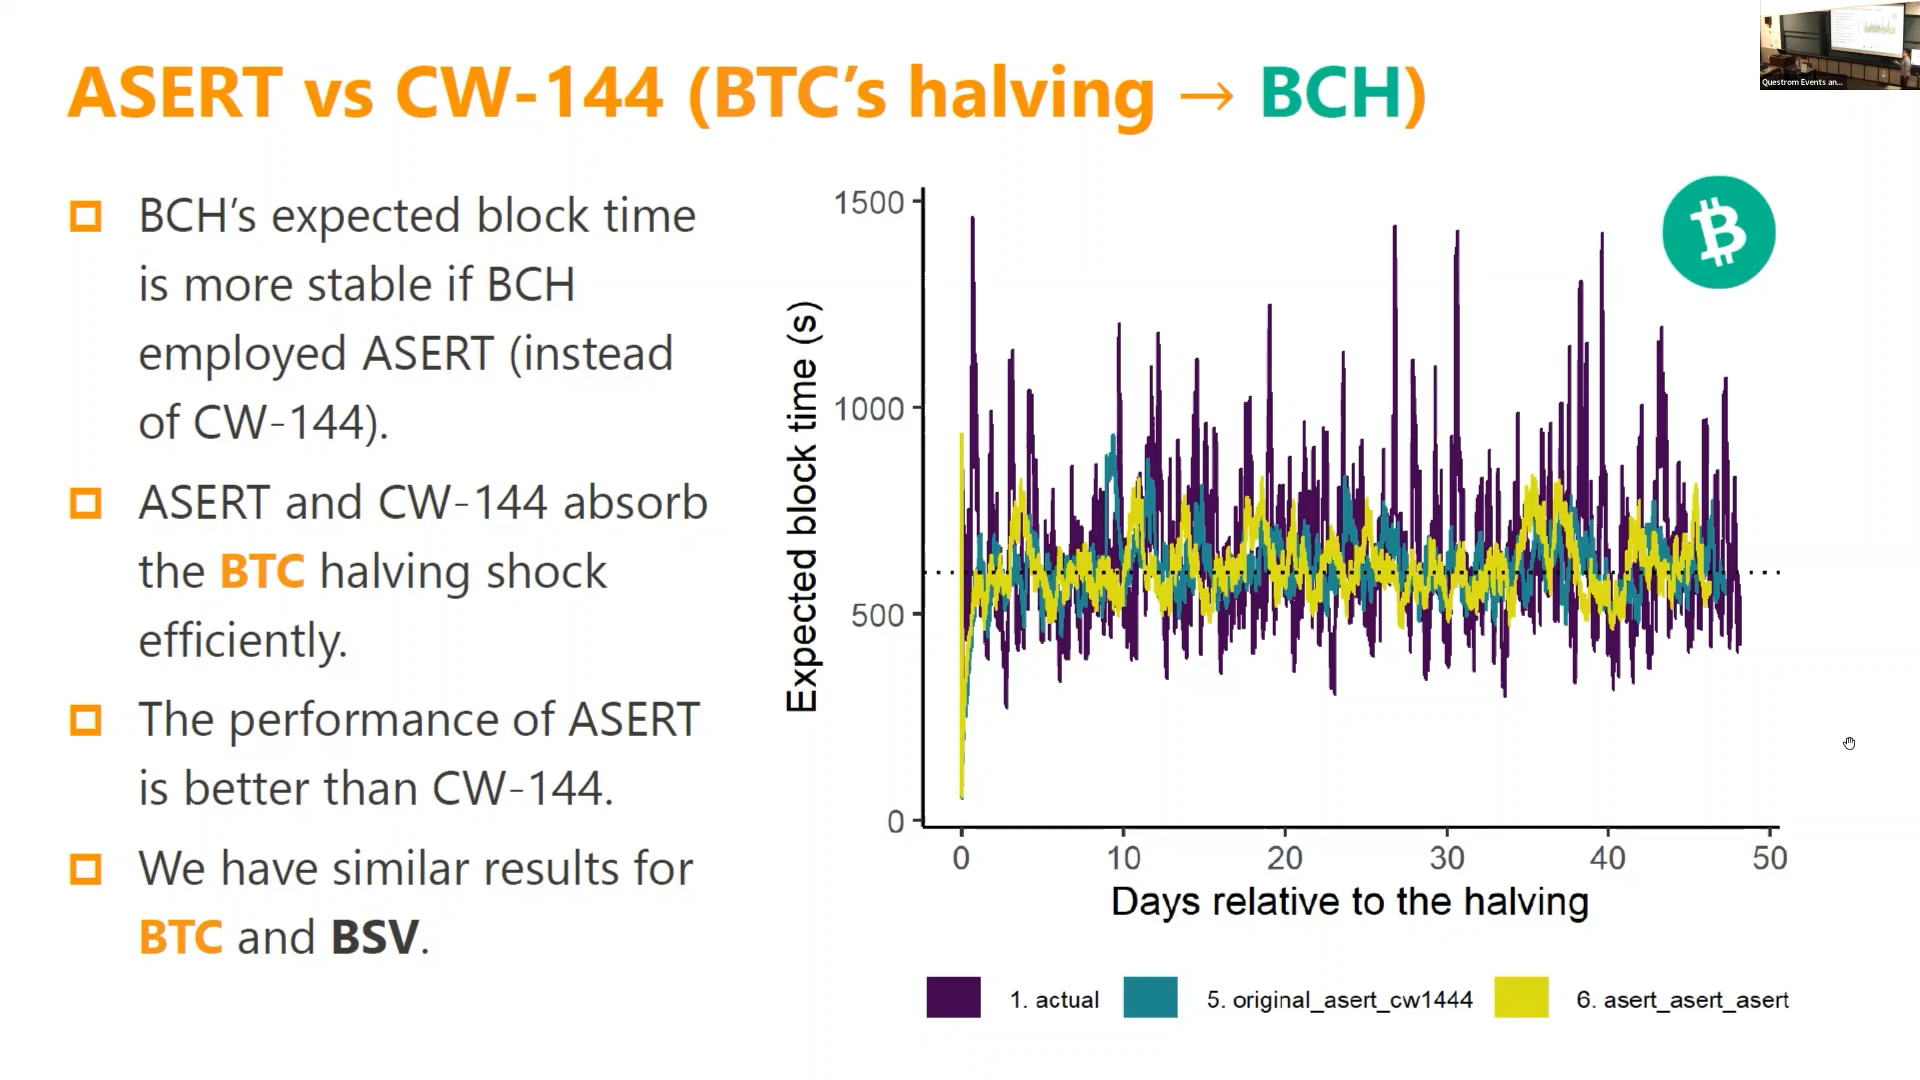 ASERT vs CW-144 (BTC’s halving → BCH)
Questrom Events an...
BCH’s expected block time
is more stable if BCH
employed ASERT (instead
of CW-144).
ASERT and CW-144 absorb
the BTC halving shock
efficiently.
The performance of ASERT
is better than CW-144.
We have similar results for
BTC and BSV.
Expected block time (s)
1500
1000
500
0
0 10 20 30 40 50
Days relative to the halving
1. actual 5. original_asert_cw1444 6. asert_asert_asert